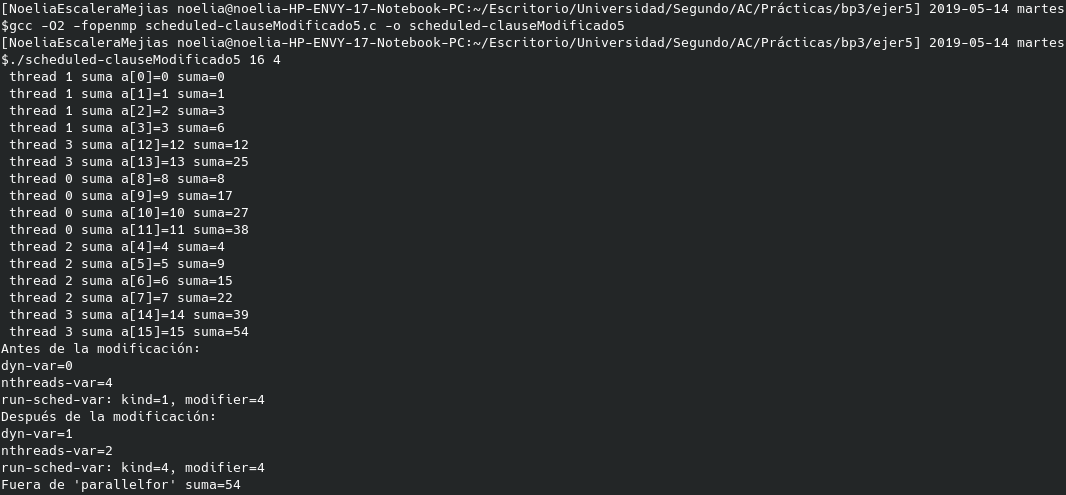 [NoeliaEscaleraMejias noelia@noelia-HP-ENVY-17-Notebook-PC:~/Escritorio/Universidad/Segundo/AC/Prácticas/bp3/ejer5] 2019-05-14 martes
$gcc -O2 -fopenmp scheduled-clauseModificado5.c -o scheduled-clauseModificado5
[NoeliaEscaleraMejias noelia@noelia-HP-ENVY-17-Notebook-PC:~/Escritorio/Universidad/Segundo/AC/Prácticas/bp3/ejer5] 2019-05-14 martes
$./scheduled-clauseModificado5 16 4
 thread 1 suma a[0]=0 suma=0
 thread 1 suma a[1]=1 suma=1
 thread 1 suma a[2]=2 suma=3
 thread 1 suma a[3]=3 suma=6
 thread 3 suma a[12]=12 suma=12
 thread 3 suma a[13]=13 suma=25
 thread 0 suma a[8]=8 suma=8
 thread 0 suma a[9]=9 suma=17
 thread 0 suma a[10]=10 suma=27
 thread 0 suma a[11]=11 suma=38
 thread 2 suma a[4]=4 suma=4
 thread 2 suma a[5]=5 suma=9
 thread 2 suma a[6]=6 suma=15
 thread 2 suma a[7]=7 suma=22
 thread 3 suma a[14]=14 suma=39
 thread 3 suma a[15]=15 suma=54
Antes de la modificación:
dyn-var=0
nthreads-var=4
run-sched-var: kind=1, modifier=4
Después de la modificación:
dyn-var=1
nthreads-var=2
run-sched-var: kind=4, modifier=4
Fuera de 'parallelfor' suma=54